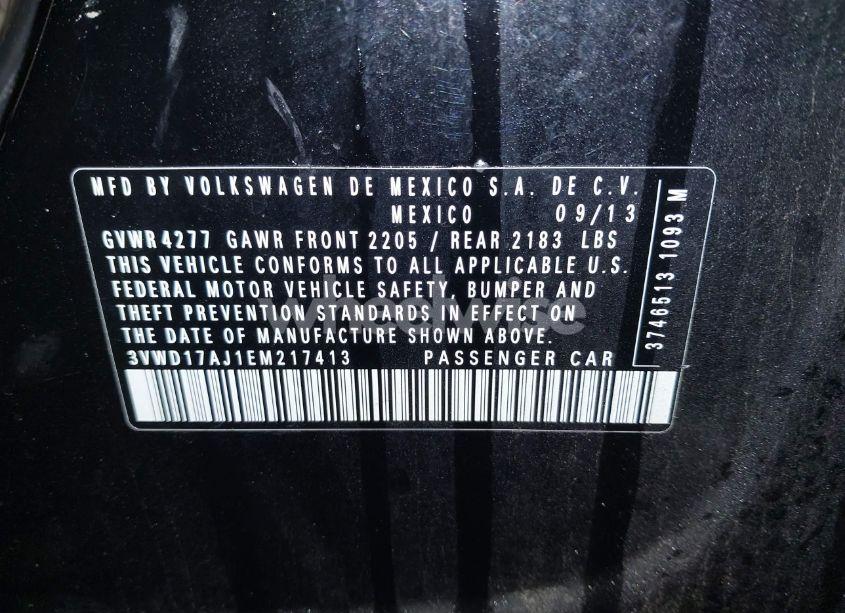 MFD BY VOLKSWAGEN DE MEXICO S.A. DE C.V.
MEXICO 09/13
GVWR 4277 GAWR FRONT 2205 / REAR 2183 LBS
THIS VEHICLE CONFORMS TO ALL APPLICABLE U.S.
FEDERAL MOTOR VEHICLE SAFETY, BUMPER AND
THEFT PREVENTION STANDARDS IN EFFECT ON
THE DATE OF MANUFACTURE SHOWN ABOVE.
3VWD17AJ1EM217413 PASSENGER CAR
3746513 1093 M
wheelwise